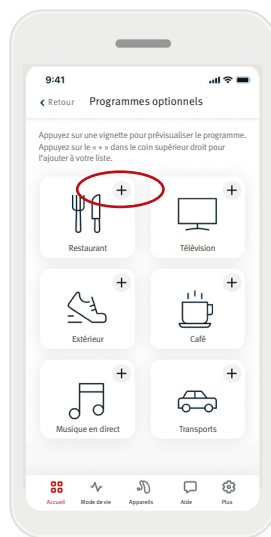 9:41
Retour Programmes optionnels
Appuyez sur une vignette pour prévisualiser le programme.
Appuyez sur le « + » dans le coin supérieur droit pour
l'ajouter à votre liste.
+ +
Restaurant Télévision
+ +
Extérieur Café
+ +
Musique en direct Transports
Accueil Mode de vie Appareils Aide Plus